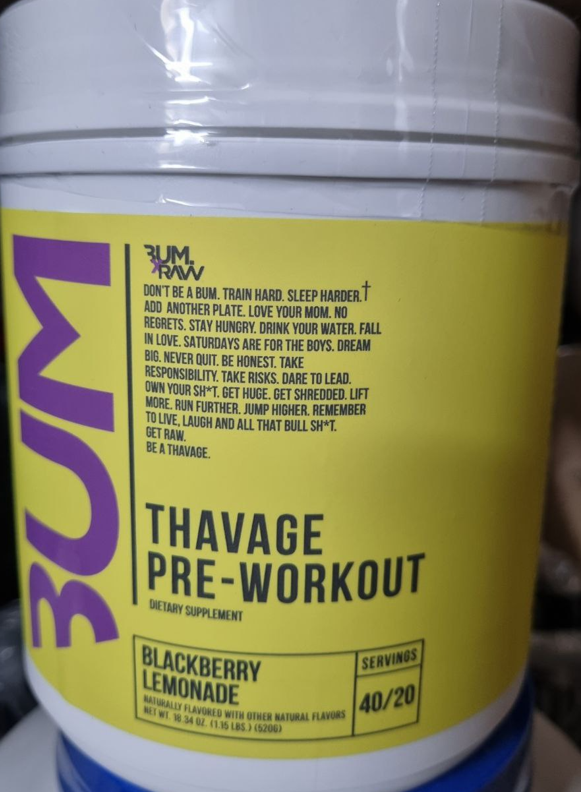 BUM
BUM.
RAW
DON'T BE A BUM. TRAIN HARD. SLEEP HARDER.†
ADD ANOTHER PLATE. LOVE YOUR MOM. NO
REGRETS. STAY HUNGRY. DRINK YOUR WATER. FALL
IN LOVE. SATURDAYS ARE FOR THE BOYS. DREAM
BIG. NEVER QUIT. BE HONEST. TAKE
RESPONSIBILITY. TAKE RISKS. DARE TO LEAD.
OWN YOUR SH*T. GET HUGE. GET SHREDDED. LIFT
MORE. RUN FURTHER. JUMP HIGHER. REMEMBER
TO LIVE, LAUGH AND ALL THAT BULL SH*T.
GET RAW.
BE A THAVAGE.
THAVAGE
PRE-WORKOUT
DIETARY SUPPLEMENT
BLACKBERRY
LEMONADE
NATURALLY FLAVORED WITH OTHER NATURAL FLAVORS
NET WT. 18.34 OZ. (1.15 LBS.) (520G)
SERVINGS
40/20